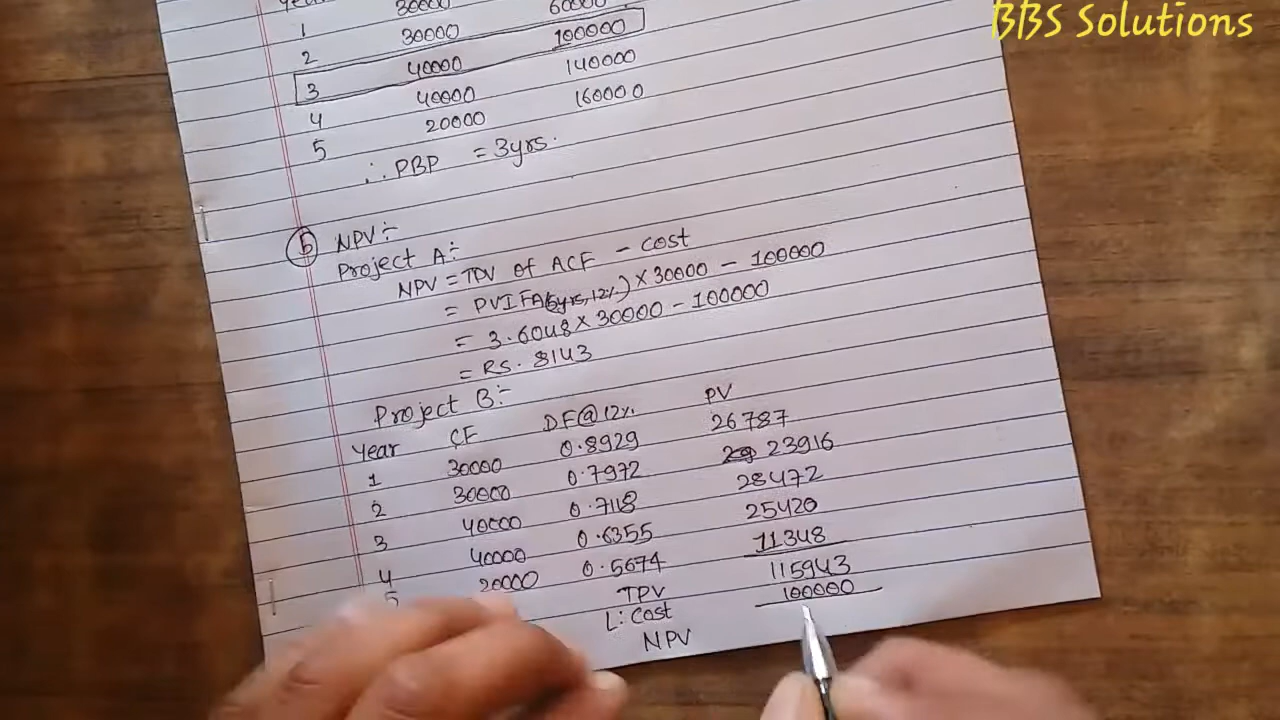 BBS Solutions
Year 30000 60000
1 30000 100000
2 40000 140000
3 40000 160000
4 20000
5
∴ PBP = 3yrs.
b NPV:-
Project A:-
NPV = TPV of ACF - cost
= PVIFA(5yrs, 12%) × 30000 - 100000
= 3.6048 × 30000 - 100000
= RS. 8143
Project B:-
Year CF DF@12% PV
1 30000 0.8929 26787
2 30000 0.7972 23916
3 40000 0.7118 28472
4 40000 0.6355 25420
5 20000 0.5674 11348
TPV 115943
L: Cost 100000
NPV